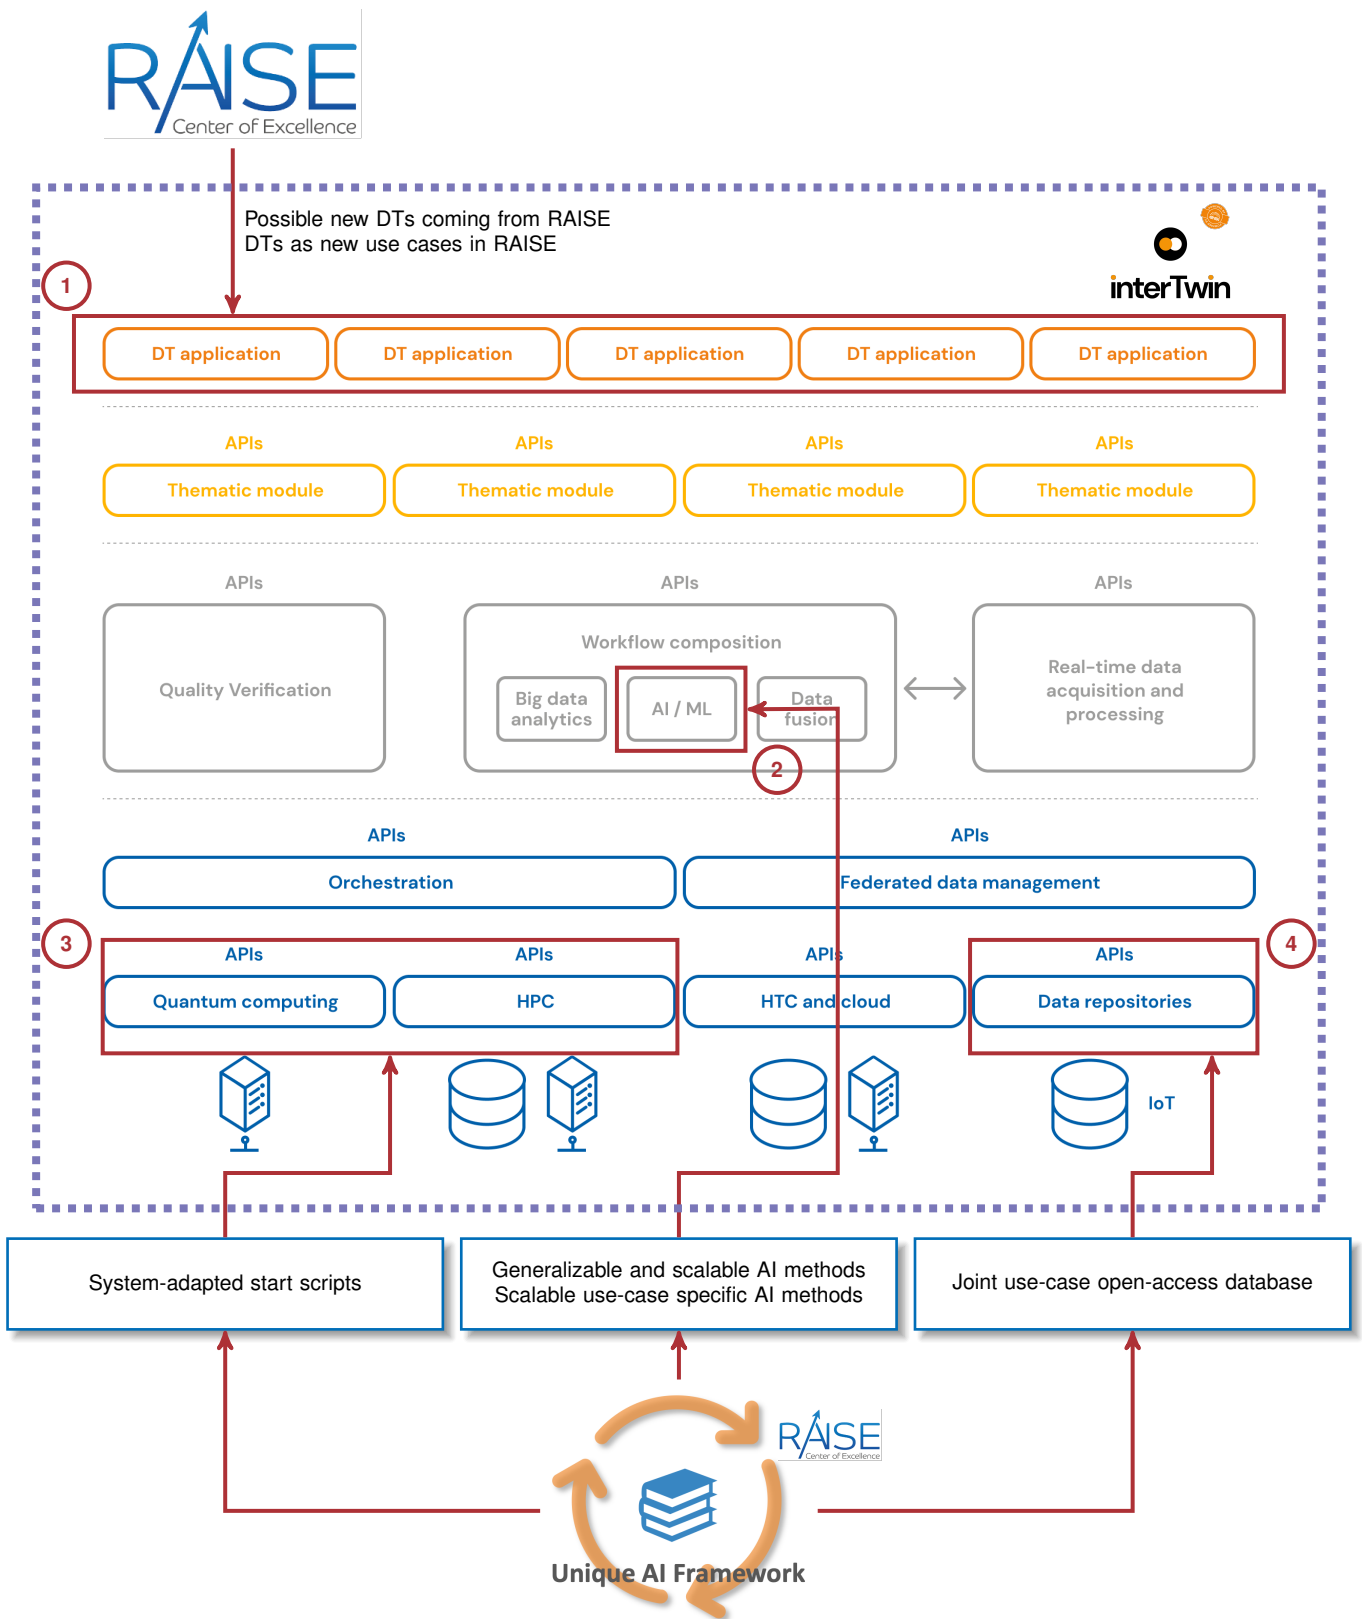 RAISE
Center of Excellence
Possible new DTs coming from RAISE
DTs as new use cases in RAISE
interTwin
1
DT application
DT application
DT application
DT application
DT application
APIs
APIs
APIs
APIs
Thematic module
Thematic module
Thematic module
Thematic module
APIs
APIs
APIs
Quality Verification
Workflow composition
Big data
analytics
AI / ML
Data
fusion
Real-time data
acquisition and
processing
2
APIs
APIs
Orchestration
Federated data management
3
4
APIs
APIs
APIs
APIs
Quantum computing
HPC
HTC and cloud
Data repositories
IoT
System-adapted start scripts
Generalizable and scalable AI methods
Scalable use-case specific AI methods
Joint use-case open-access database
RAISE
Center of Excellence
Unique AI Framework